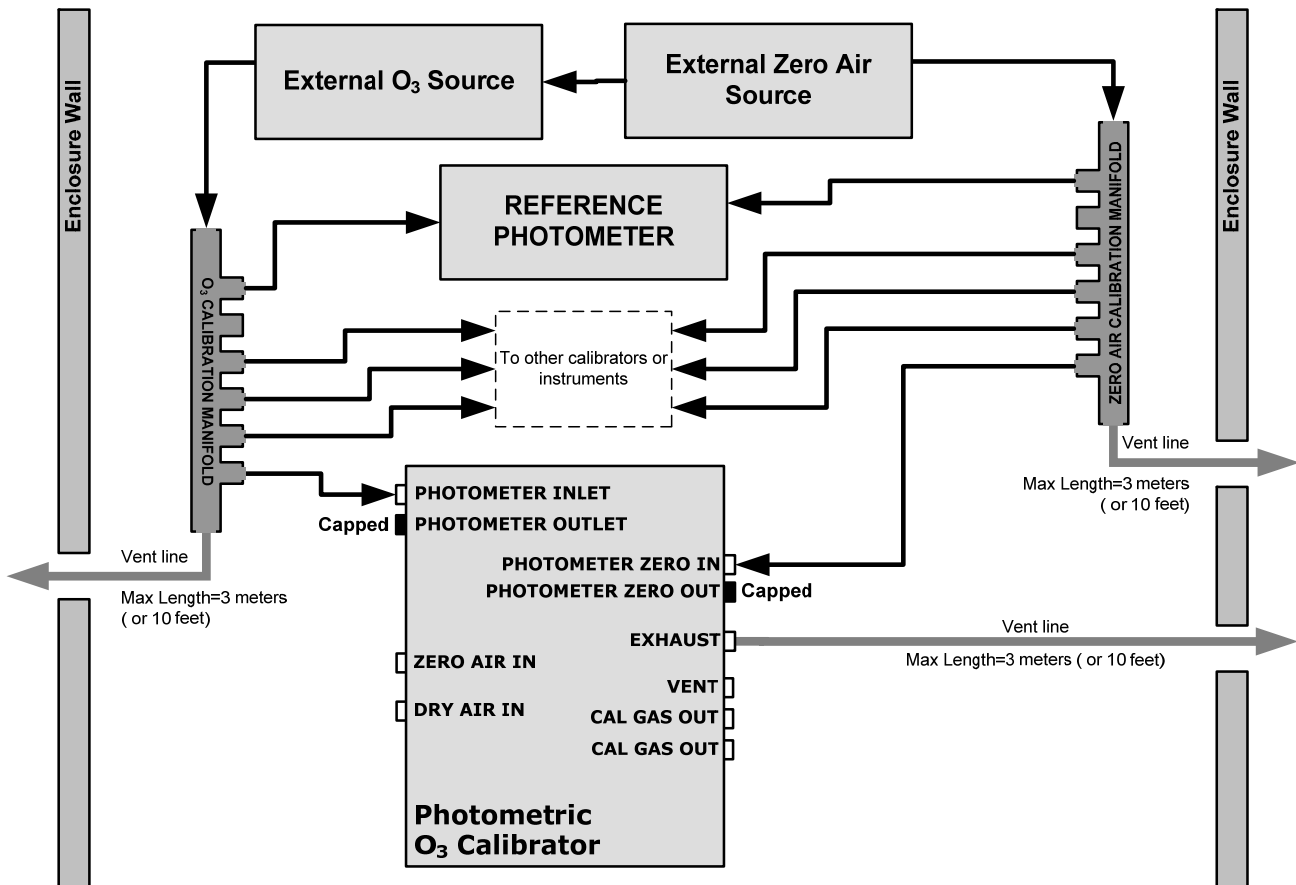 Enclosure Wall
External O₃ Source
External Zero Air
Source
Enclosure Wall
REFERENCE
PHOTOMETER
O₃ CALIBRATION MANIFOLD
ZERO AIR CALIBRATION MANIFOLD
To other calibrators or
instruments
Vent line
Max Length=3 meters
( or 10 feet)
Vent line
Max Length=3 meters
( or 10 feet)
PHOTOMETER INLET
Capped
PHOTOMETER OUTLET
PHOTOMETER ZERO IN
PHOTOMETER ZERO OUT
Capped
EXHAUST
Vent line
Max Length=3 meters ( or 10 feet)
ZERO AIR IN
VENT
DRY AIR IN
CAL GAS OUT
CAL GAS OUT
Photometric
O₃ Calibrator